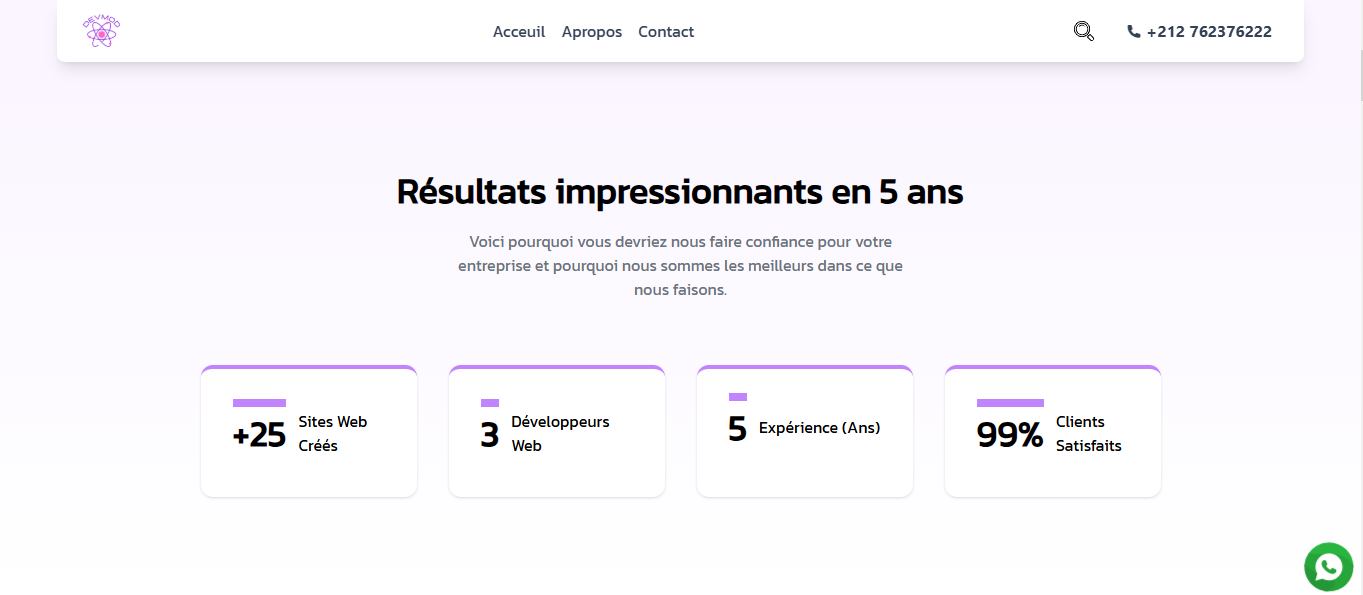 DEVMOD
Acceuil Apropos Contact
+212 762376222
Résultats impressionnants en 5 ans
Voici pourquoi vous devriez nous faire confiance pour votre
entreprise et pourquoi nous sommes les meilleurs dans ce que
nous faisons.
+25 Sites Web
Créés
3 Développeurs
Web
5 Expérience (Ans)
99% Clients
Satisfaits